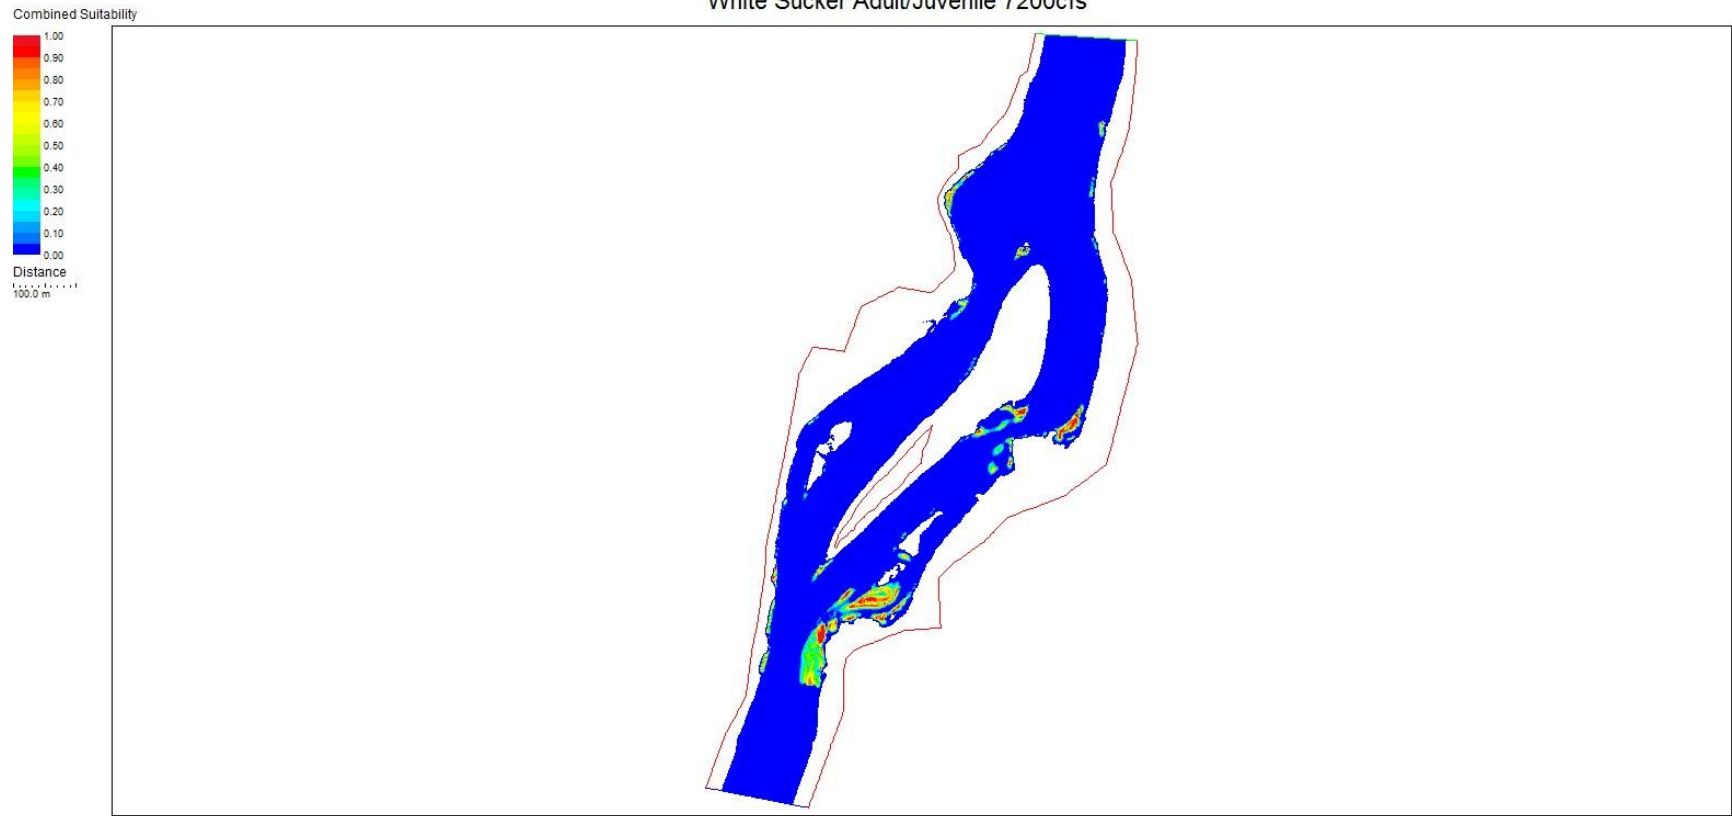 White Sucker Adult/Juvenile 7200cfs
Combined Suitability
1.00
0.90
0.80
0.70
0.60
0.50
0.40
0.30
0.20
0.10
0.00
Distance
100.0 m